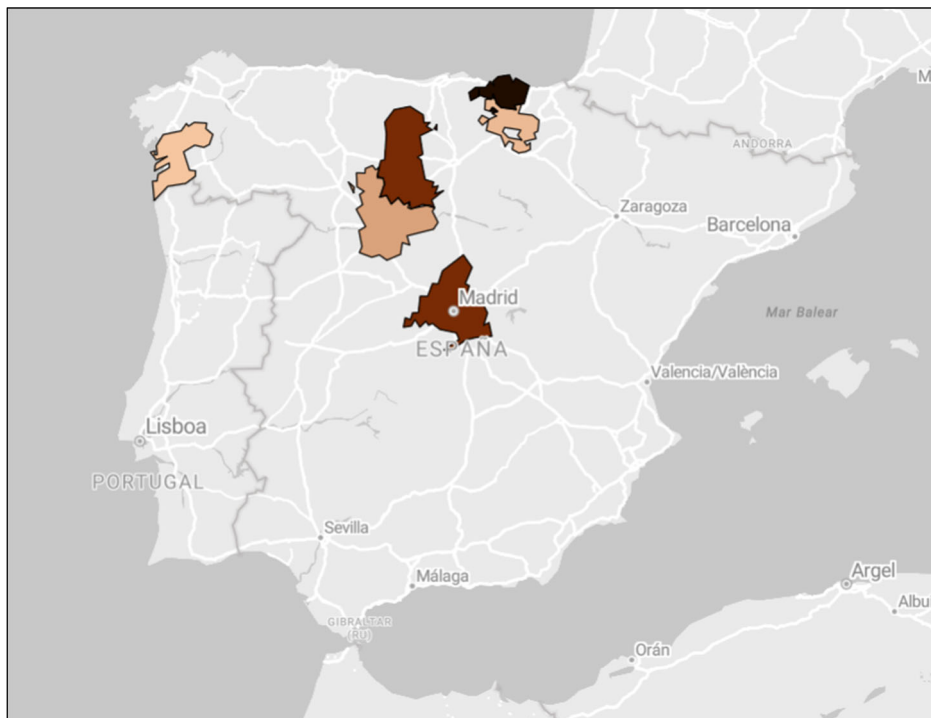 M
ANDORRA
Zaragoza
Barcelona
Madrid
Mar Balear
ESPAÑA
Valencia/València
Lisboa
PORTUGAL
Sevilla
Málaga
Argel
Albu
GIBRALTAR
(RU)
Orán